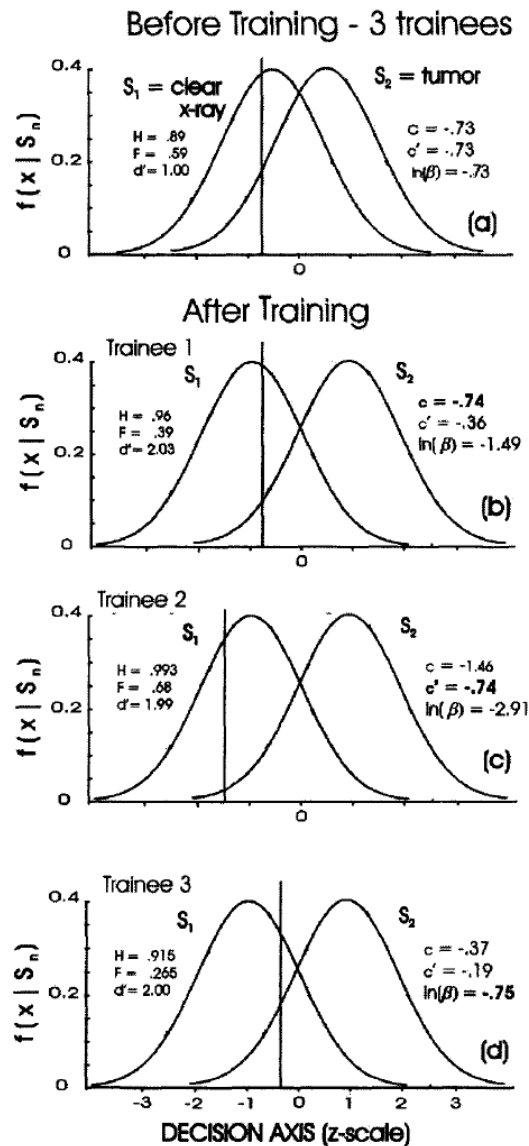 Before Training - 3 trainees
0.4
S₁ = clear
x-ray
S₂ = tumor
H = .89
F = .59
d' = 1.00
c = -.73
c' = -.73
ln(β) = -.73
0.2
f(x|Sₙ)
(a)
0
0
After Training
Trainee 1
0.4
S₁
S₂
H = .96
F = .39
d' = 2.03
c = -.74
c' = -.36
ln(β) = -1.49
0.2
f(x|Sₙ)
(b)
0
0
Trainee 2
0.4
S₁
S₂
H = .993
F = .68
d' = 1.99
c = -1.46
c' = -.74
ln(β) = -2.91
0.2
f(x|Sₙ)
(c)
0
0
Trainee 3
0.4
S₁
S₂
H = .915
F = .265
d' = 2.00
c = -.37
c' = -.19
ln(β) = -.75
0.2
f(x|Sₙ)
(d)
0
-3 -2 -1 0 1 2 3
DECISION AXIS (z-scale)